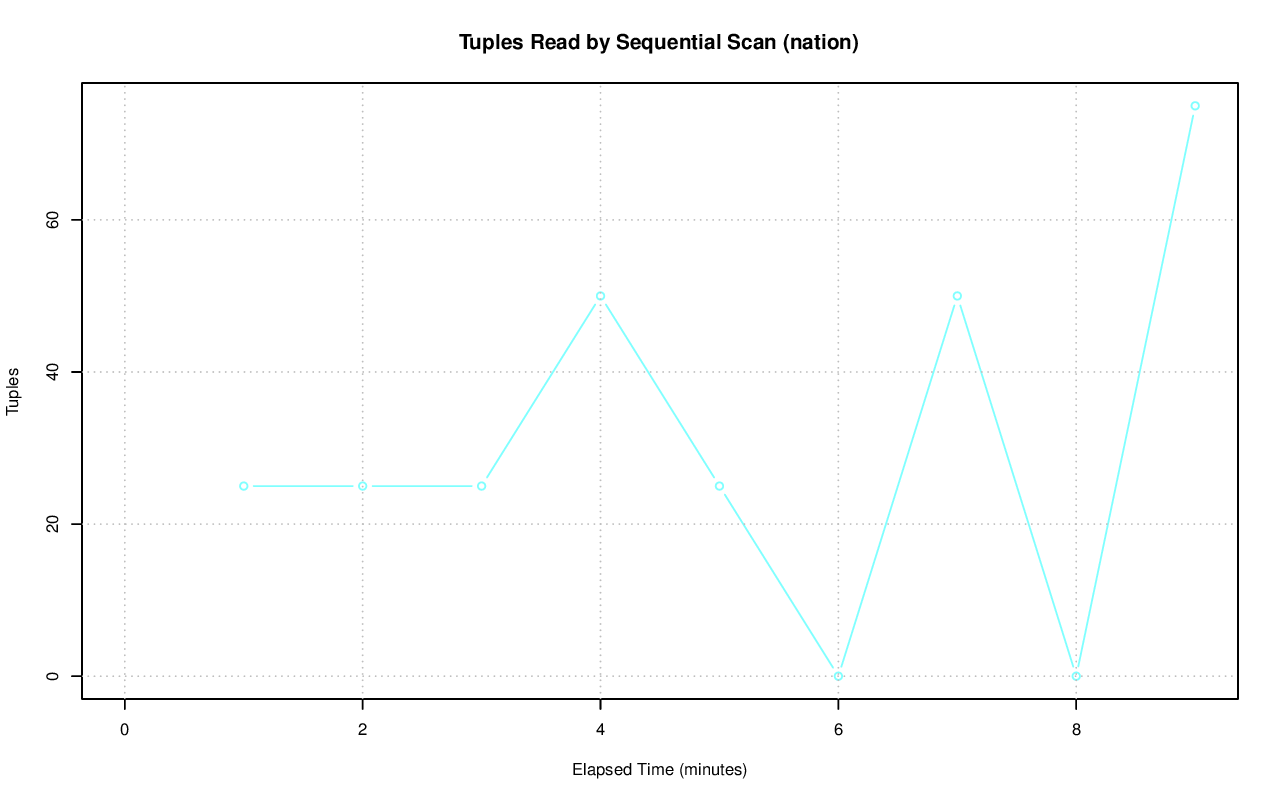 Tuples Read by Sequential Scan (nation)
Tuples
60
40
20
0
0 2 4 6 8
Elapsed Time (minutes)